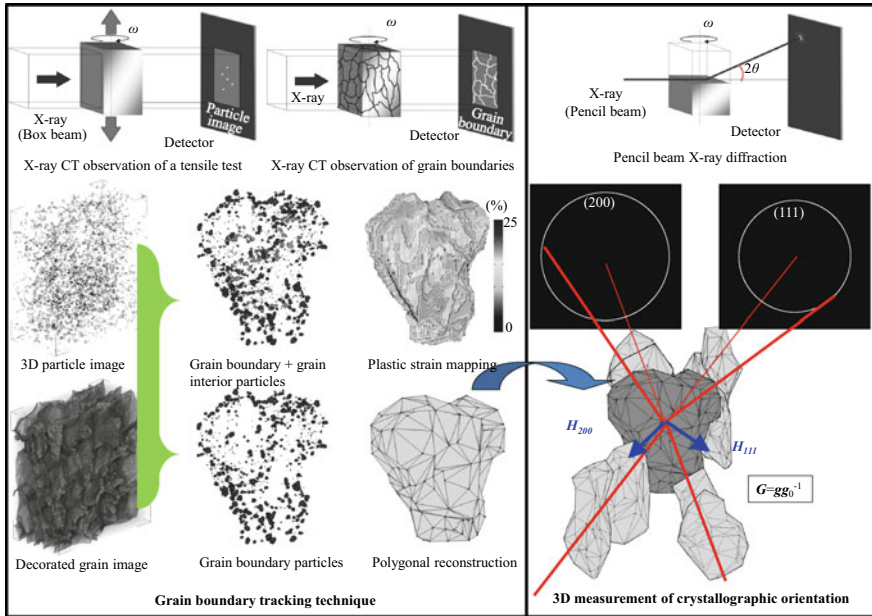 ω
X-ray
(Box beam)
Particle
image
Detector
X-ray CT observation of a tensile test
ω
X-ray
Grain
boundary
Detector
X-ray CT observation of grain boundaries
3D particle image
Grain boundary + grain
interior particles
(%)
25
0
Plastic strain mapping
Decorated grain image
Grain boundary particles
Polygonal reconstruction
Grain boundary tracking technique
ω
2θ
X-ray
(Pencil beam)
Detector
Pencil beam X-ray diffraction
(200)
(111)
H200
H111
G=gg0-1
3D measurement of crystallographic orientation